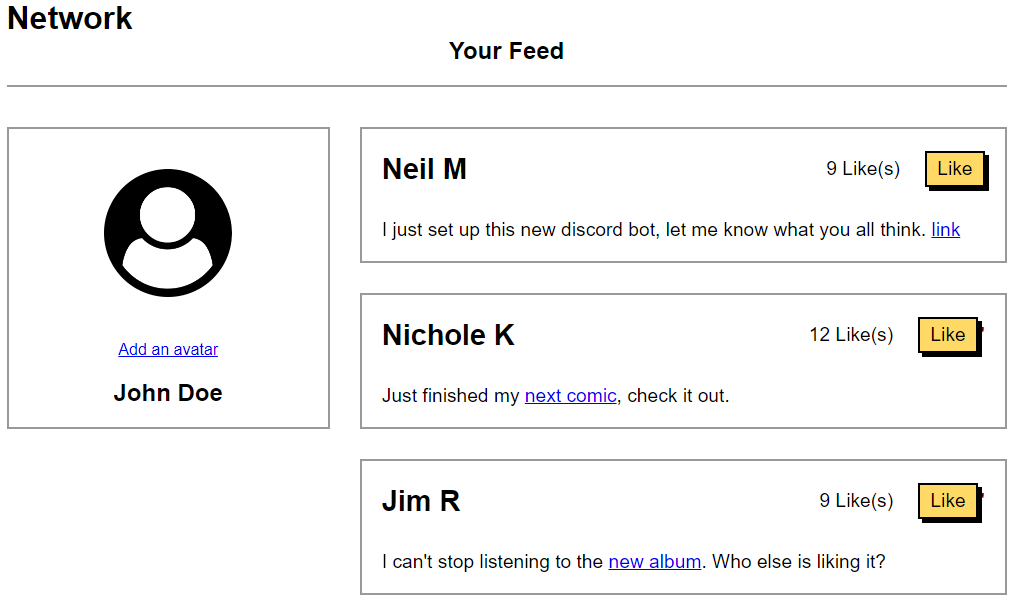 Network
Your Feed
Add an avatar
John Doe
Neil M
9 Like(s)
Like
I just set up this new discord bot, let me know what you all think. link
Nichole K
12 Like(s)
Like
Just finished my next comic, check it out.
Jim R
9 Like(s)
Like
I can't stop listening to the new album. Who else is liking it?